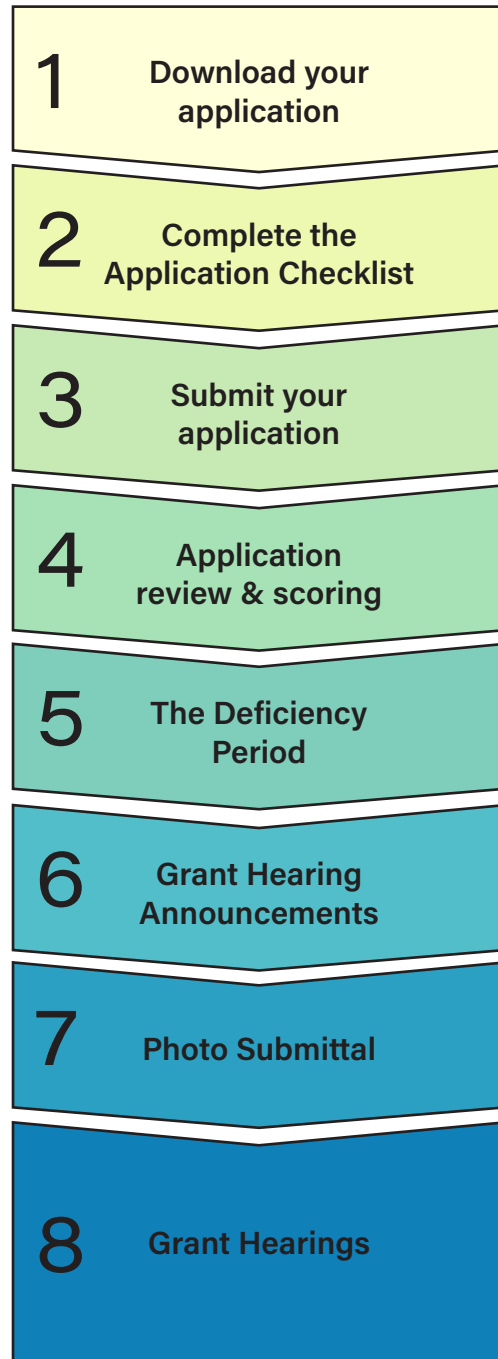 1
Download your
application
2
Complete the
Application Checklist
3
Submit your
application
4
Application
review & scoring
5
The Deficiency
Period
6
Grant Hearing
Announcements
7
Photo Submittal
8
Grant Hearings